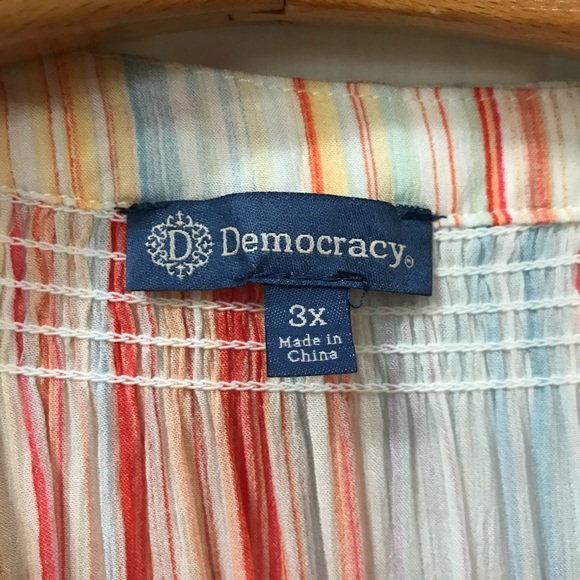 D Democracy®
3X
Made in
China